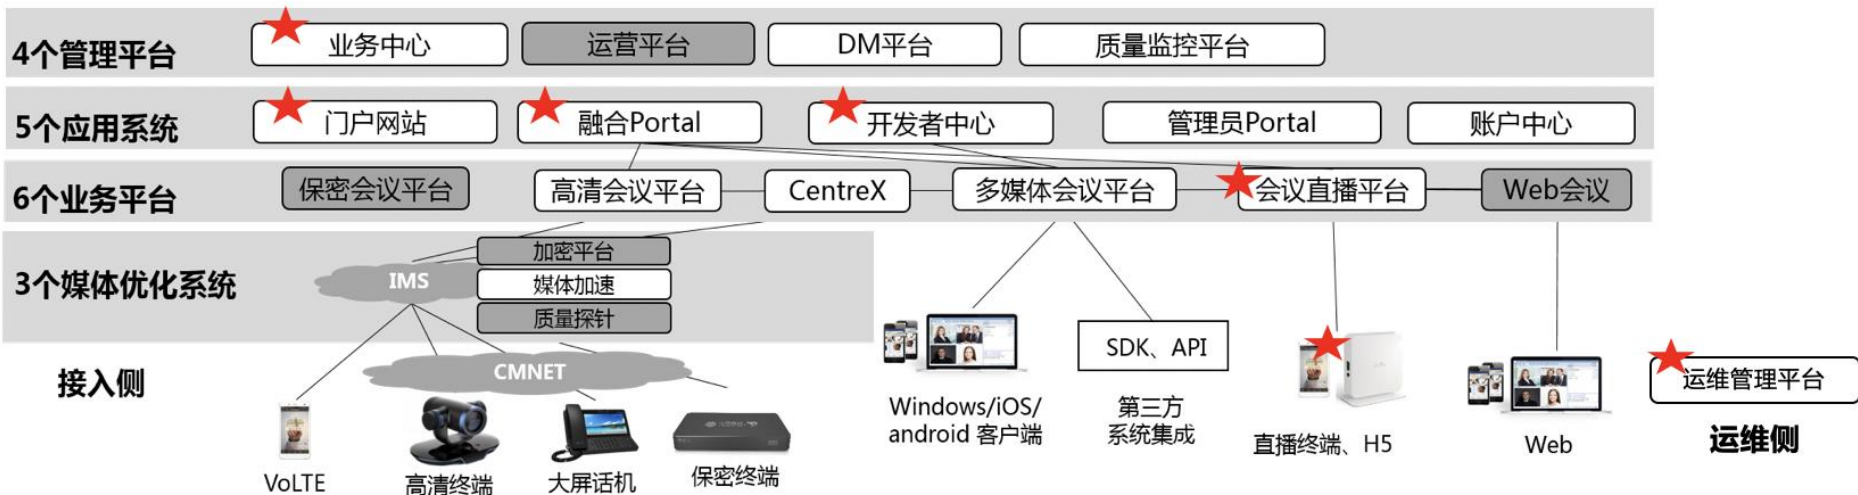 4个管理平台
业务中心
运营平台
DM平台
质量监控平台
5个应用系统
门户网站
融合Portal
开发者中心
管理员Portal
账户中心
6个业务平台
保密会议平台
高清会议平台
CentreX
多媒体会议平台
会议直播平台
Web会议
3个媒体优化系统
IMS
加密平台
媒体加速
质量探针
接入侧
CMNET
VoLTE
高清终端
大屏话机
保密终端
Windows/iOS/
android 客户端
SDK、API
第三方
系统集成
直播终端、H5
Web
运维管理平台
运维侧